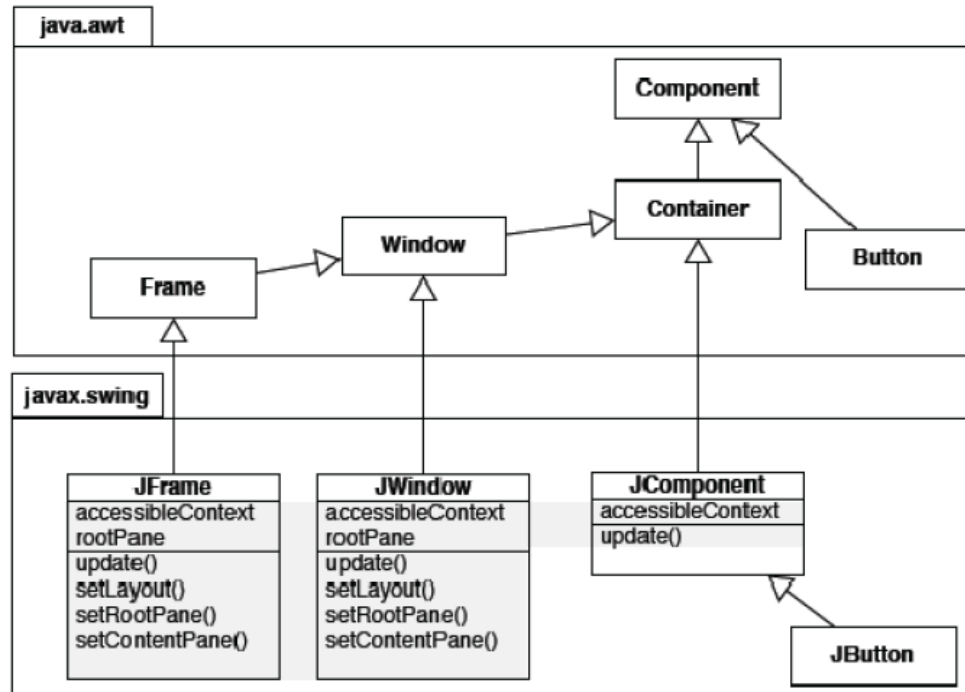 java.awt
Component
Container
Window
Button
Frame
javax.swing
JFrame
accessibleContext
rootPane
update()
setLayout()
setRootPane()
setContentPane()
JWindow
accessibleContext
rootPane
update()
setLayout()
setRootPane()
setContentPane()
JComponent
accessibleContext
update()
JButton